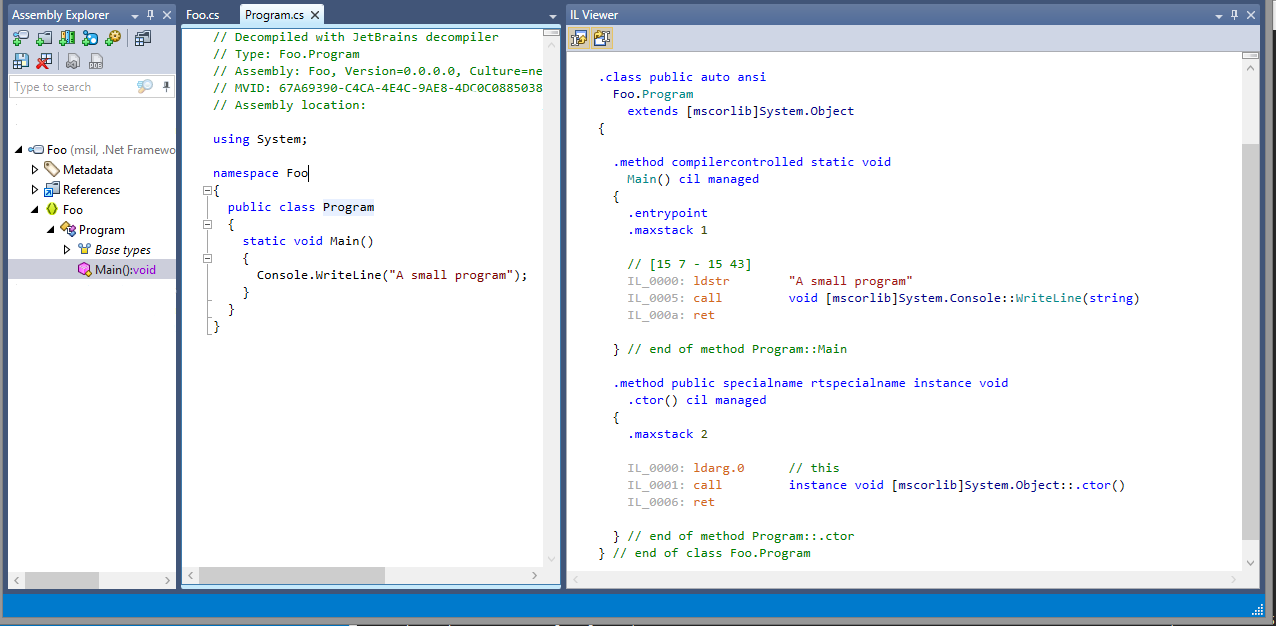 Assembly Explorer
Type to search
Foo (msil, .Net Framewo
Metadata
References
Foo
Program
Base types
Main():void
Foo.cs
Program.cs
// Decompiled with JetBrains decompiler
// Type: Foo.Program
// Assembly: Foo, Version=0.0.0.0, Culture=ne
// MVID: 67A69390-C4CA-4E4C-9AE8-4DC0C0885038
// Assembly location:
using System;
namespace Foo
{
public class Program
{
static void Main()
{
Console.WriteLine("A small program");
}
}
}
IL Viewer
.class public auto ansi
Foo.Program
extends [mscorlib]System.Object
{
.method compilercontrolled static void
Main() cil managed
{
.entrypoint
.maxstack 1
// [15 7 - 15 43]
IL_0000: ldstr "A small program"
IL_0005: call void [mscorlib]System.Console::WriteLine(string)
IL_000a: ret
} // end of method Program::Main
.method public specialname rtspecialname instance void
.ctor() cil managed
{
.maxstack 2
IL_0000: ldarg.0 // this
IL_0001: call instance void [mscorlib]System.Object::.ctor()
IL_0006: ret
} // end of method Program::.ctor
} // end of class Foo.Program